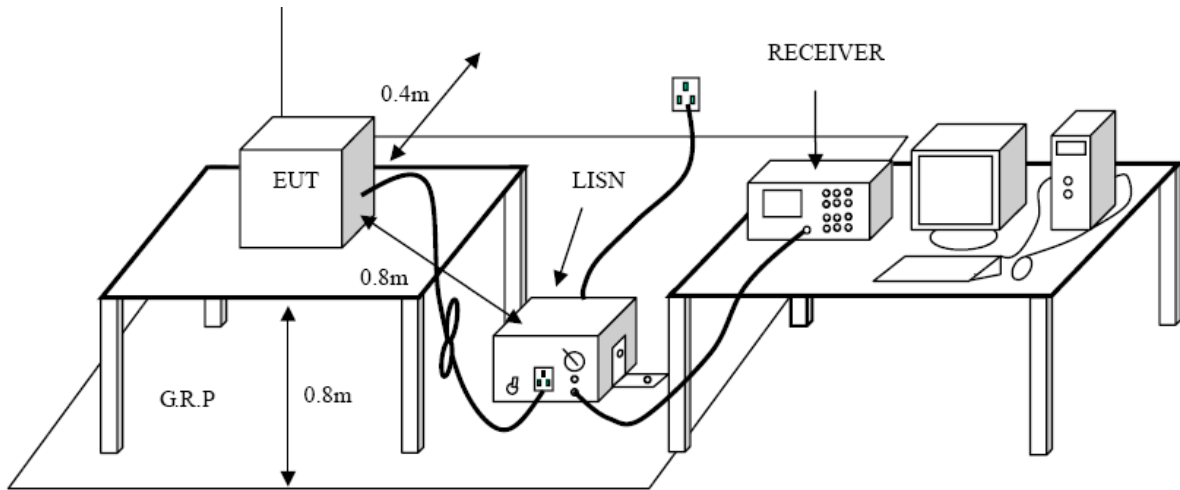 RECEIVER
0.4m
EUT
LISN
0.8m
G.R.P
0.8m